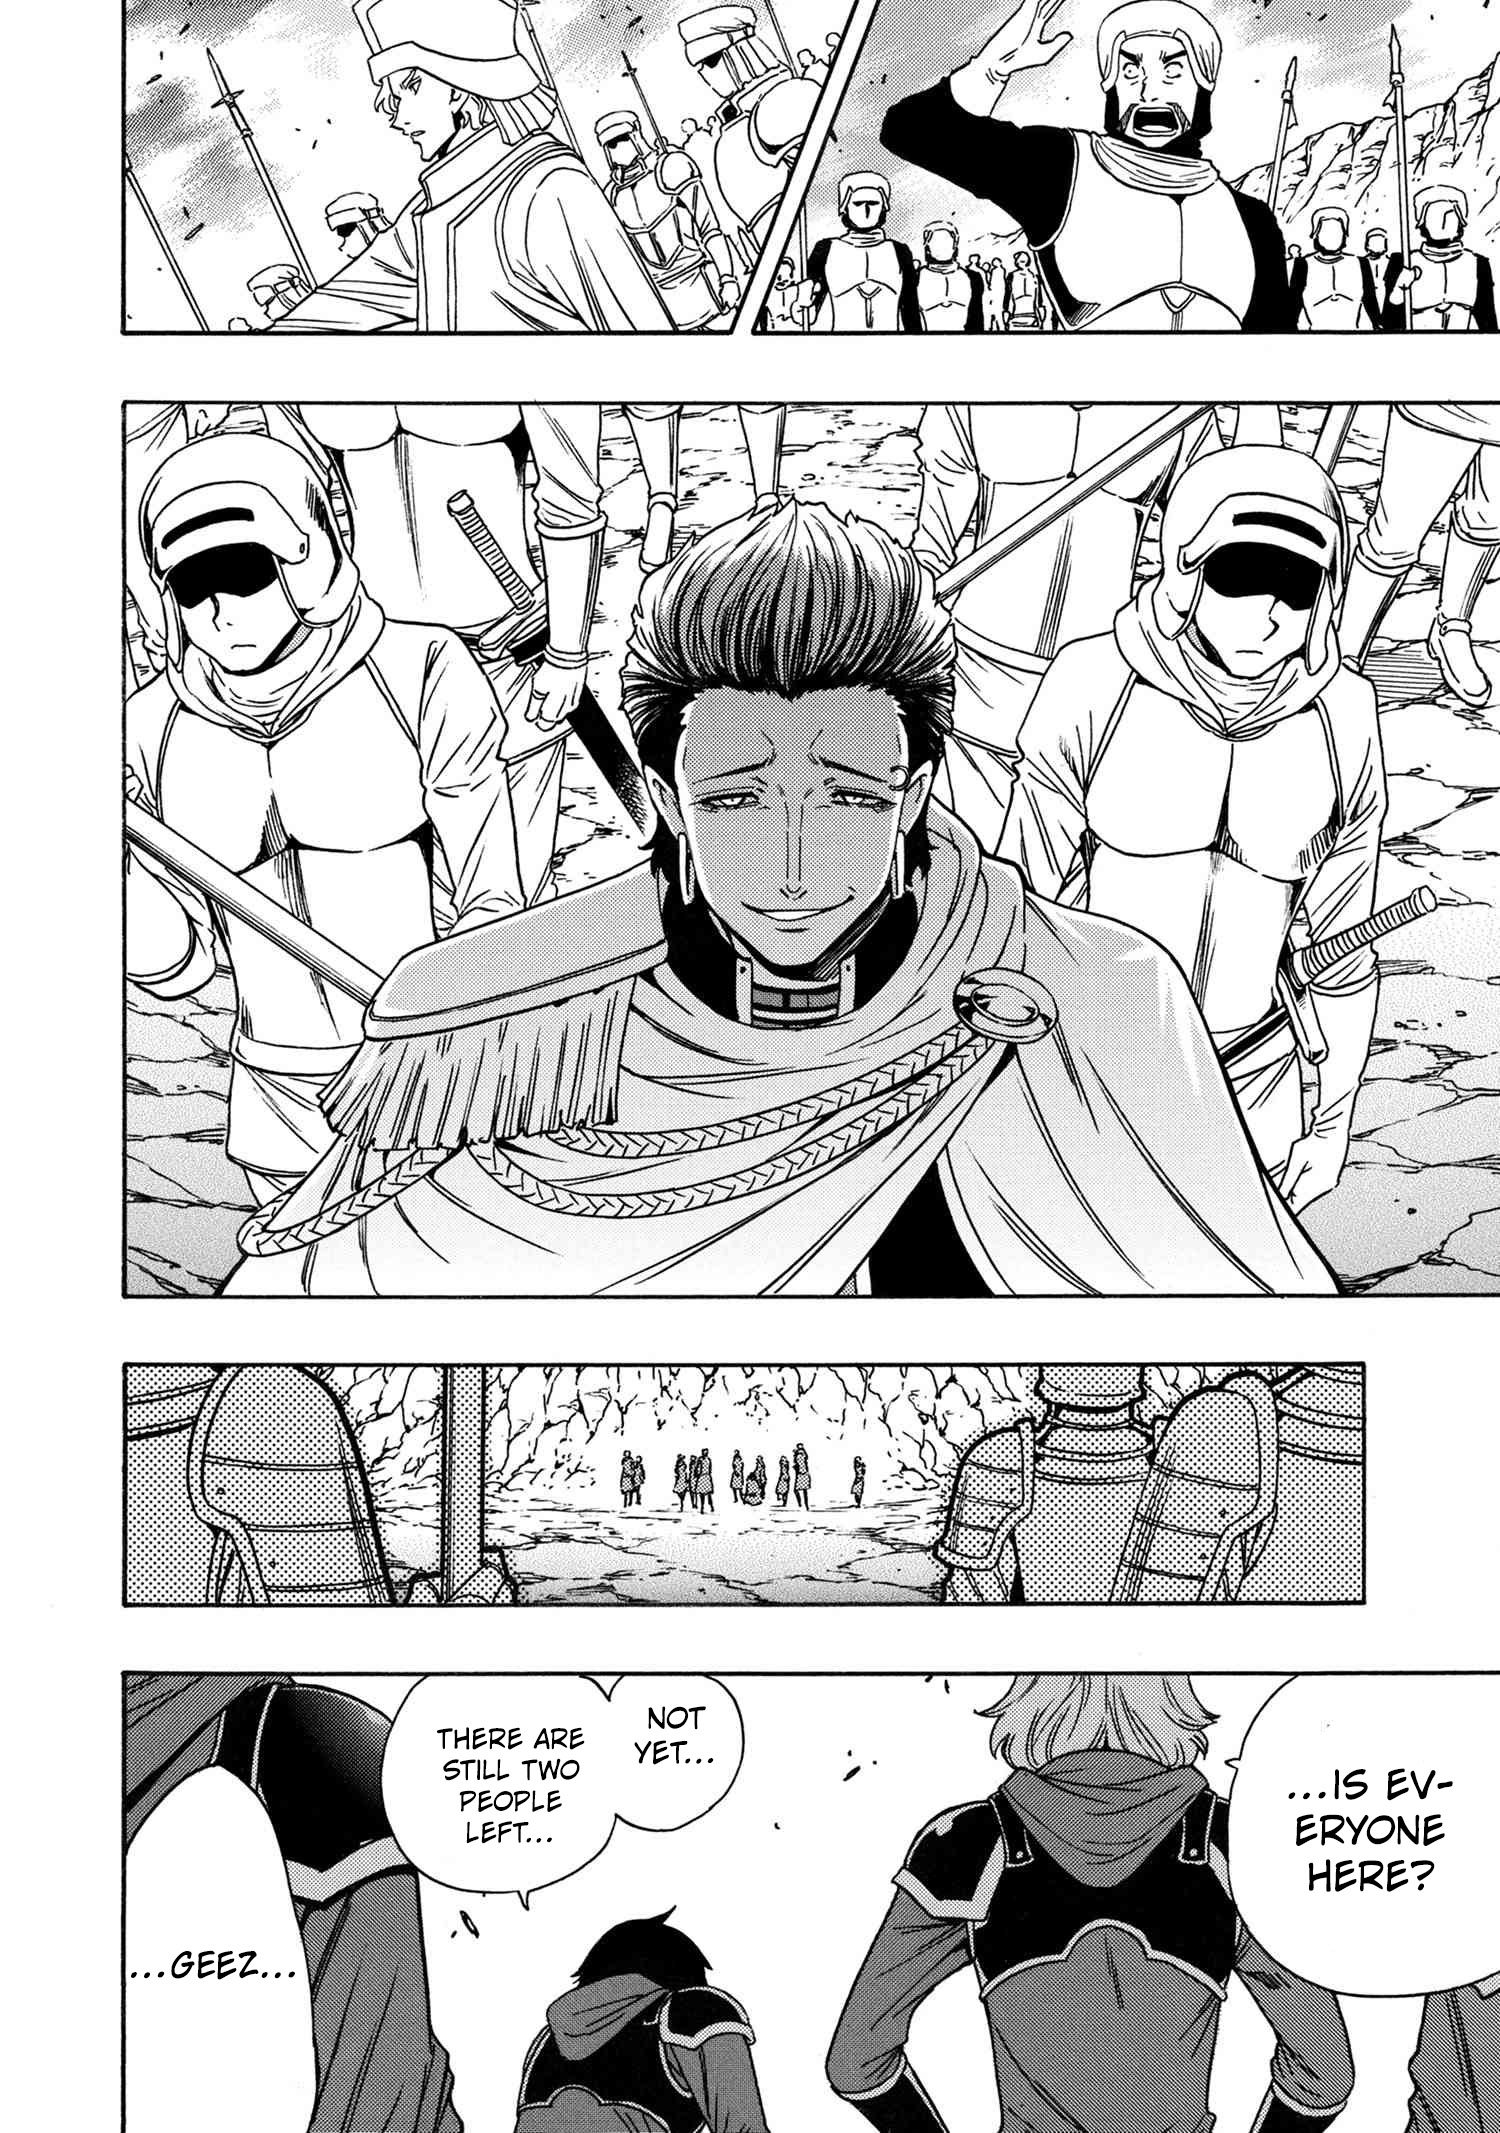 ...IS EV-
ERYONE
HERE?
NOT
YET...
THERE ARE
STILL TWO
PEOPLE
LEFT...
...GEEZ...